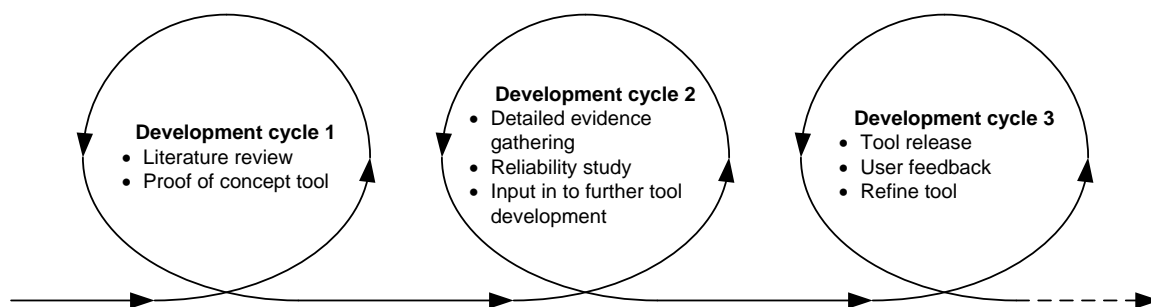 Development cycle 1
• Literature review
• Proof of concept tool
Development cycle 2
• Detailed evidence
gathering
• Reliability study
• Input in to further tool
development
Development cycle 3
• Tool release
• User feedback
• Refine tool